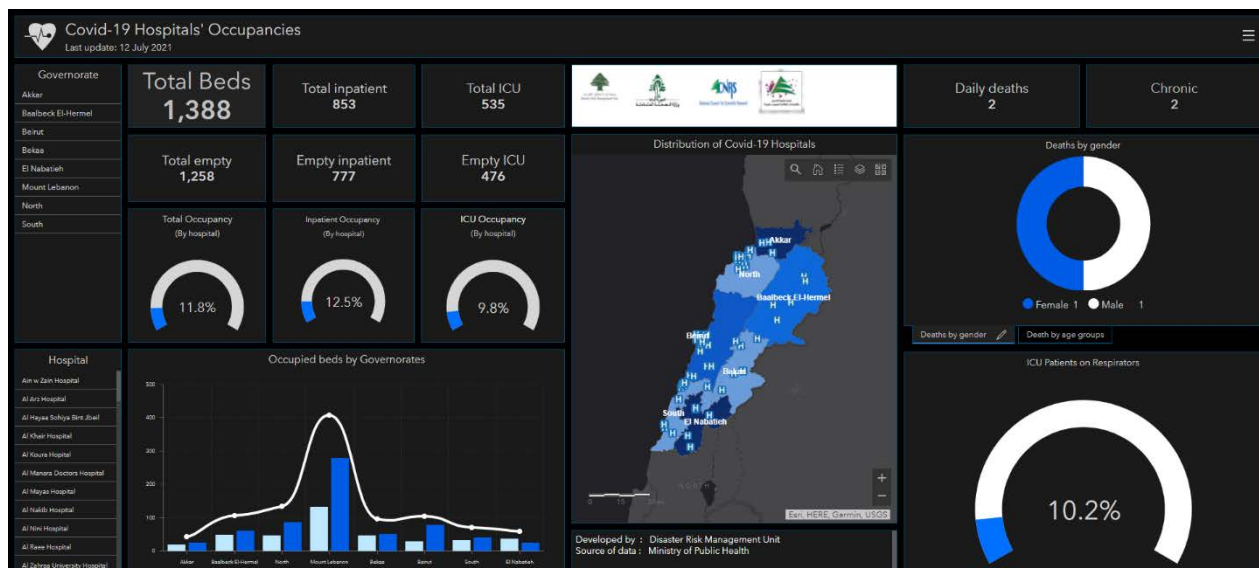 Covid-19 Hospitals' Occupancies
Last update: 12 July 2021
Governorate
Akkar
Baalbeck El-Hermel
Beirut
Bekaa
El Nabatieh
Mount Lebanon
North
South
Total Beds
1,388
Total inpatient
853
Total ICU
535
Total empty
1,258
Empty inpatient
777
Empty ICU
476
Total Occupancy
(By hospital)
11.8%
Inpatient Occupancy
(By hospital)
12.5%
ICU Occupancy
(By hospital)
9.8%
Hospital
Ain w Zain Hospital
Al Arz Hospital
Al Hayaa Sohiya Bint Jbeil
Al Khair Hospital
Al Koura Hopital
Al Manara Doctors Hospital
Al Mayas Hospital
Al Nakib Hospital
Al Nini Hospital
Al Raee Hospital
Al Zahraa University Hospital
Occupied beds by Governorates
500
400
300
200
100
0
Akkar
Baalbeck El-Hermel
North
Mount Lebanon
Bekaa
Beirut
South
El Nabatieh
CNRS
Distribution of Covid-19 Hospitals
Akkar
North
Baalbeck El-Hermel
Beirut
South
El Nabatieh
Esri, HERE, Garmin, USGS
Developed by : Disaster Risk Management Unit
Source of data : Ministry of Public Health
Daily deaths
2
Chronic
2
Deaths by gender
Female 1 Male 1
Deaths by gender
Death by age groups
ICU Patients on Respirators
10.2%